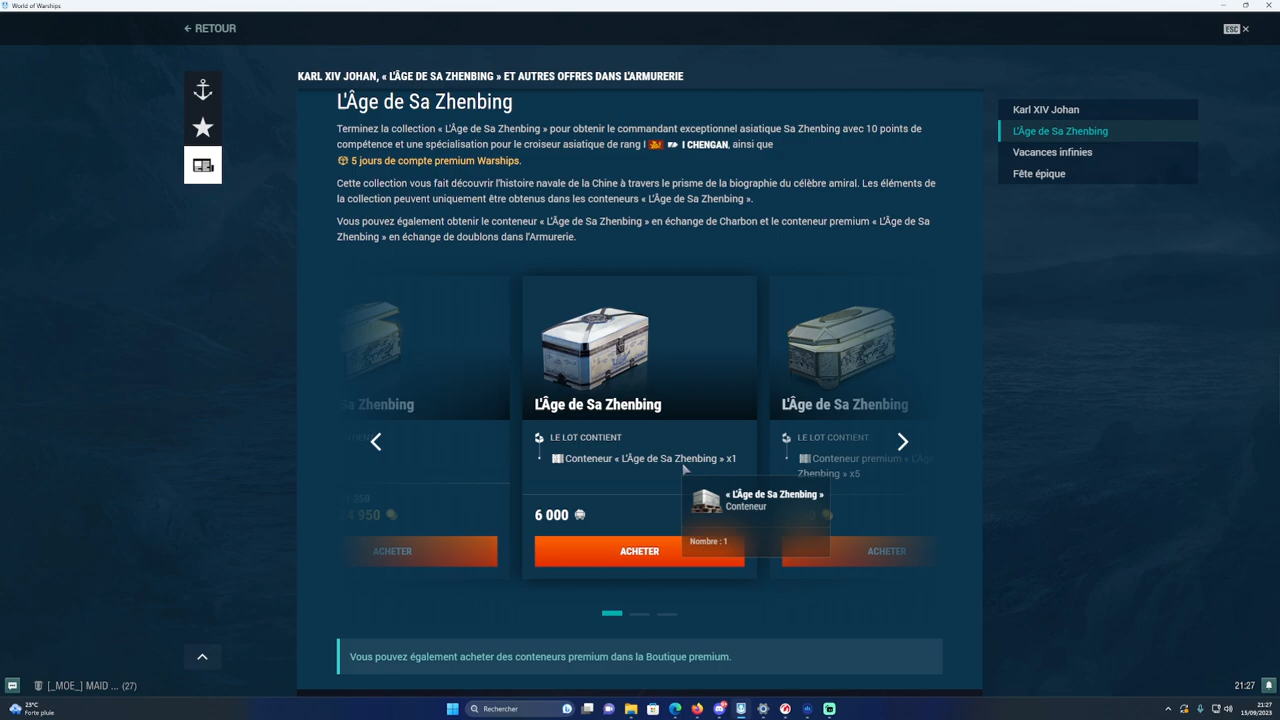 World of Warships
← RETOUR
ESC ×
KARL XIV JOHAN, « L'ÂGE DE SA ZHENBING » ET AUTRES OFFRES DANS L'ARMURERIE
L'Âge de Sa Zhenbing
Terminez la collection « L'Âge de Sa Zhenbing » pour obtenir le commandant exceptionnel asiatique Sa Zhenbing avec 10 points de
compétence et une spécialisation pour le croiseur asiatique de rang I I CHENGAN, ainsi que
5 jours de compte premium Warships.
Cette collection vous fait découvrir l'histoire navale de la Chine à travers le prisme de la biographie du célèbre amiral. Les éléments de
la collection peuvent uniquement être obtenus dans les conteneurs « L'Âge de Sa Zhenbing ».
Vous pouvez également obtenir le conteneur « L'Âge de Sa Zhenbing » en échange de Charbon et le conteneur premium « L'Âge de Sa
Zhenbing » en échange de doublons dans l'Armurerie.
Karl XIV Johan
L'Âge de Sa Zhenbing
Vacances infinies
Fête épique
Sa Zhenbing
L'Âge de Sa Zhenbing
L'Âge de Sa Zhenbing
LE LOT CONTIENT
LE LOT CONTIENT
Conteneur « L'Âge de Sa Zhenbing » x1
Conteneur premium « L'Âge
Zhenbing » x5
« L'Âge de Sa Zhenbing »
Conteneur
Nombre : 1
4 950
6 000
ACHETER
ACHETER
ACHETER
Vous pouvez également acheter des conteneurs premium dans la Boutique premium.
[_MOE_] MAID ... (27)
21:27
23°C
Forte pluie
Rechercher
21:27
15/09/2023